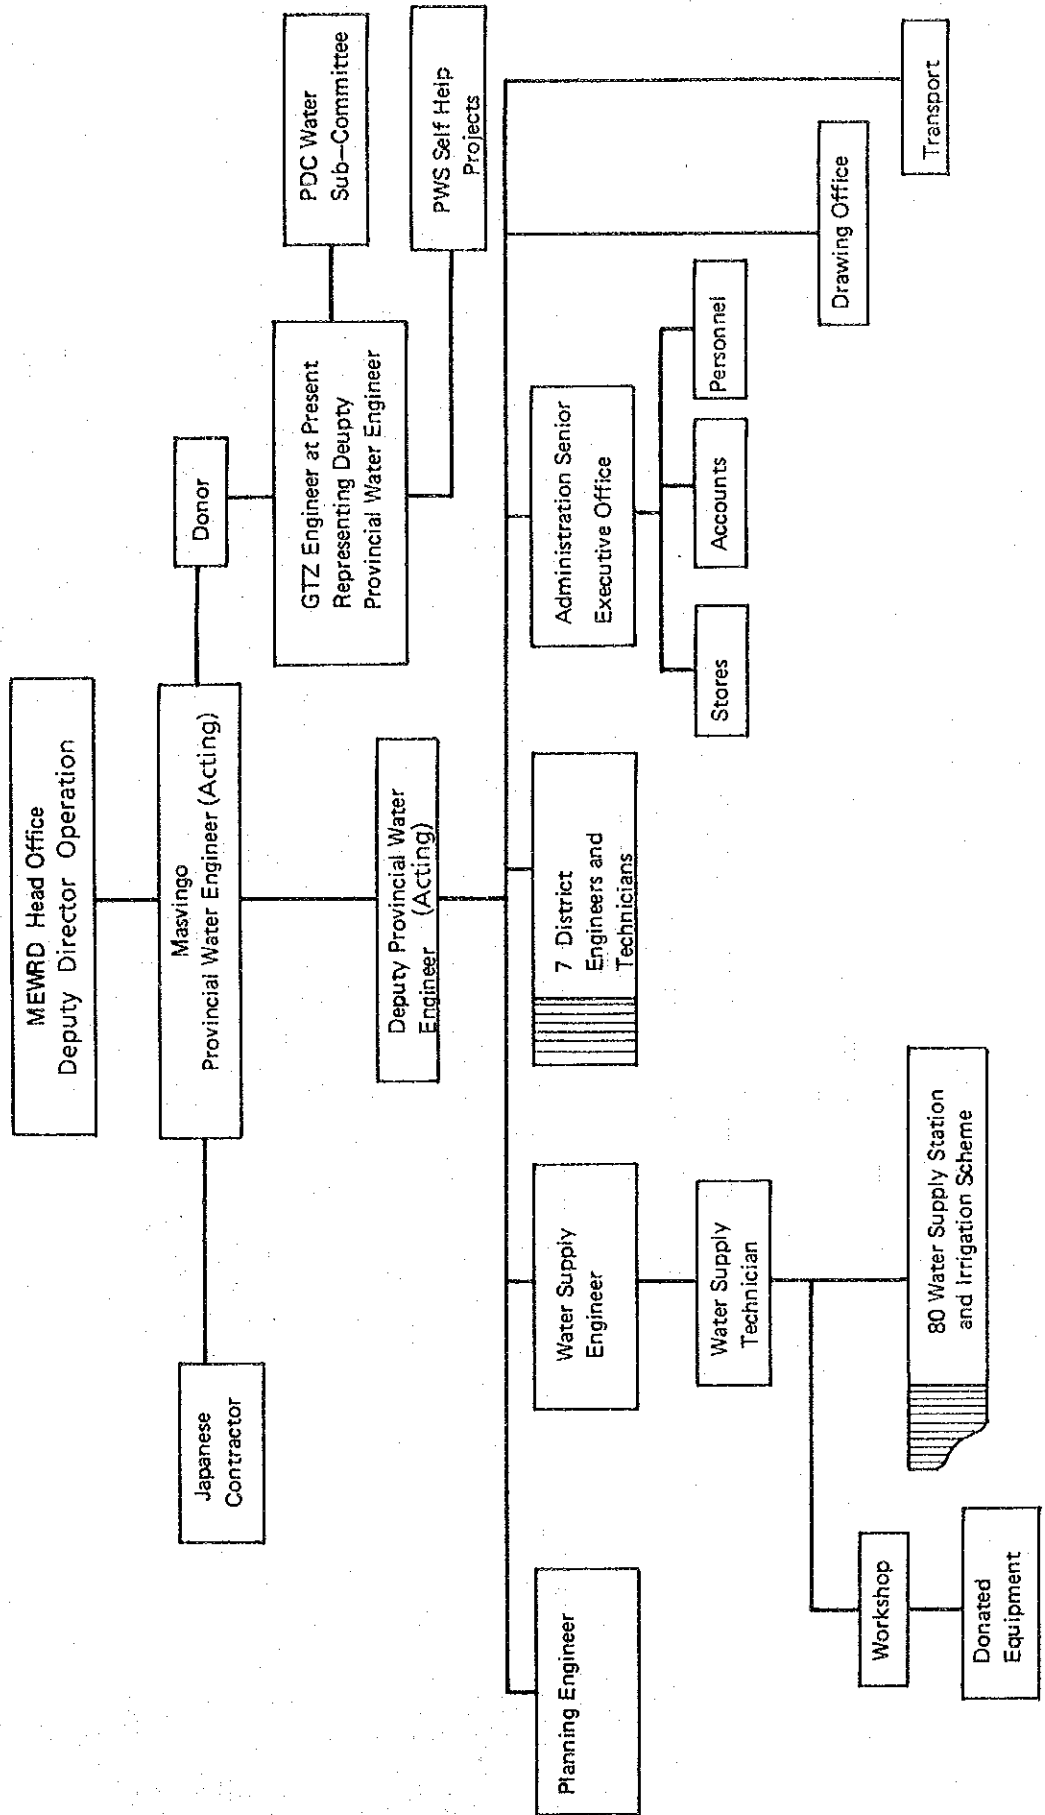 MEWRD Head Office
Deputy Director Operation
Masvingo
Provincial Water Engineer (Acting)
Japanese
Contractor
Donor
GTZ Engineer at Present
Representing Deupty
Provincial Water Engineer
PDC Water
Sub-Committee
PWS Self Help
Projects
Deputy Provincial Water
Engineer (Acting)
Planning Engineer
Water Supply
Engineer
7 District
Engineers and
Technicians
Administration Senior
Executive Office
Water Supply
Technician
Stores
Accounts
Personnel
Drawing Office
Transport
Workshop
80 Water Supply Station
and Irrigation Scheme
Donated
Equipment